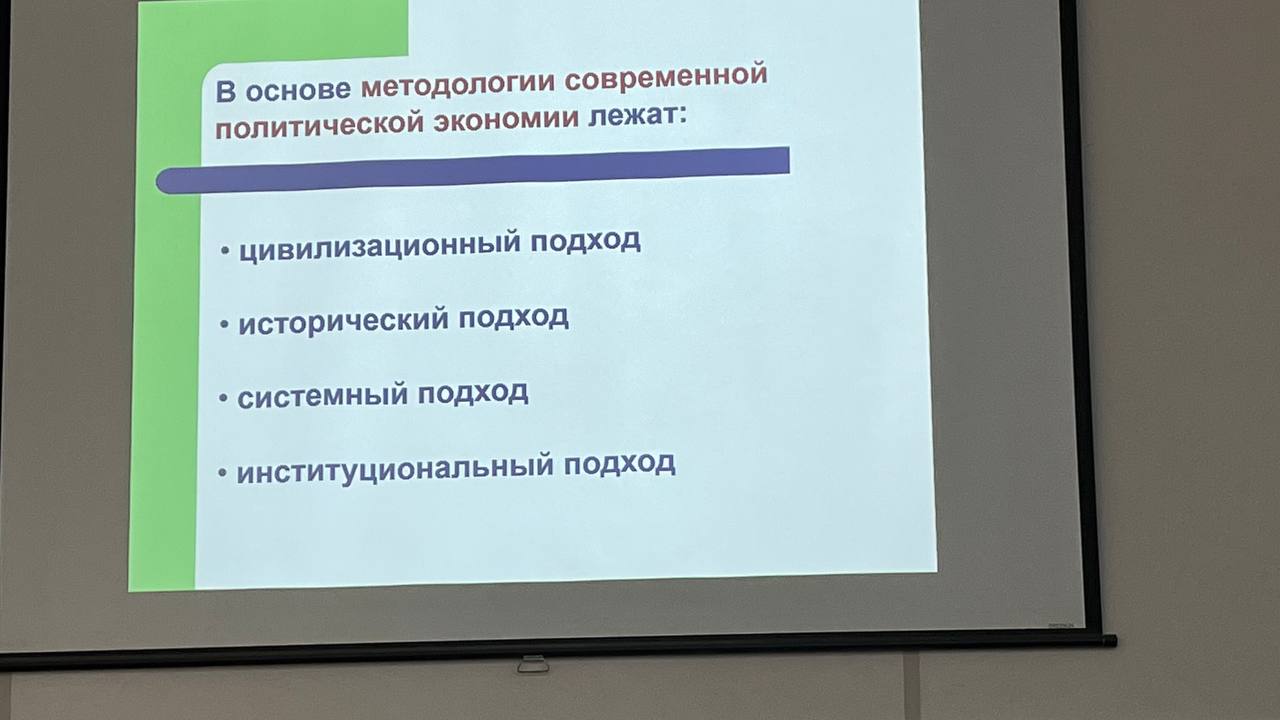 В основе методологии современной
политической экономии лежат:
• цивилизационный подход
• исторический подход
• системный подход
• институциональный подход